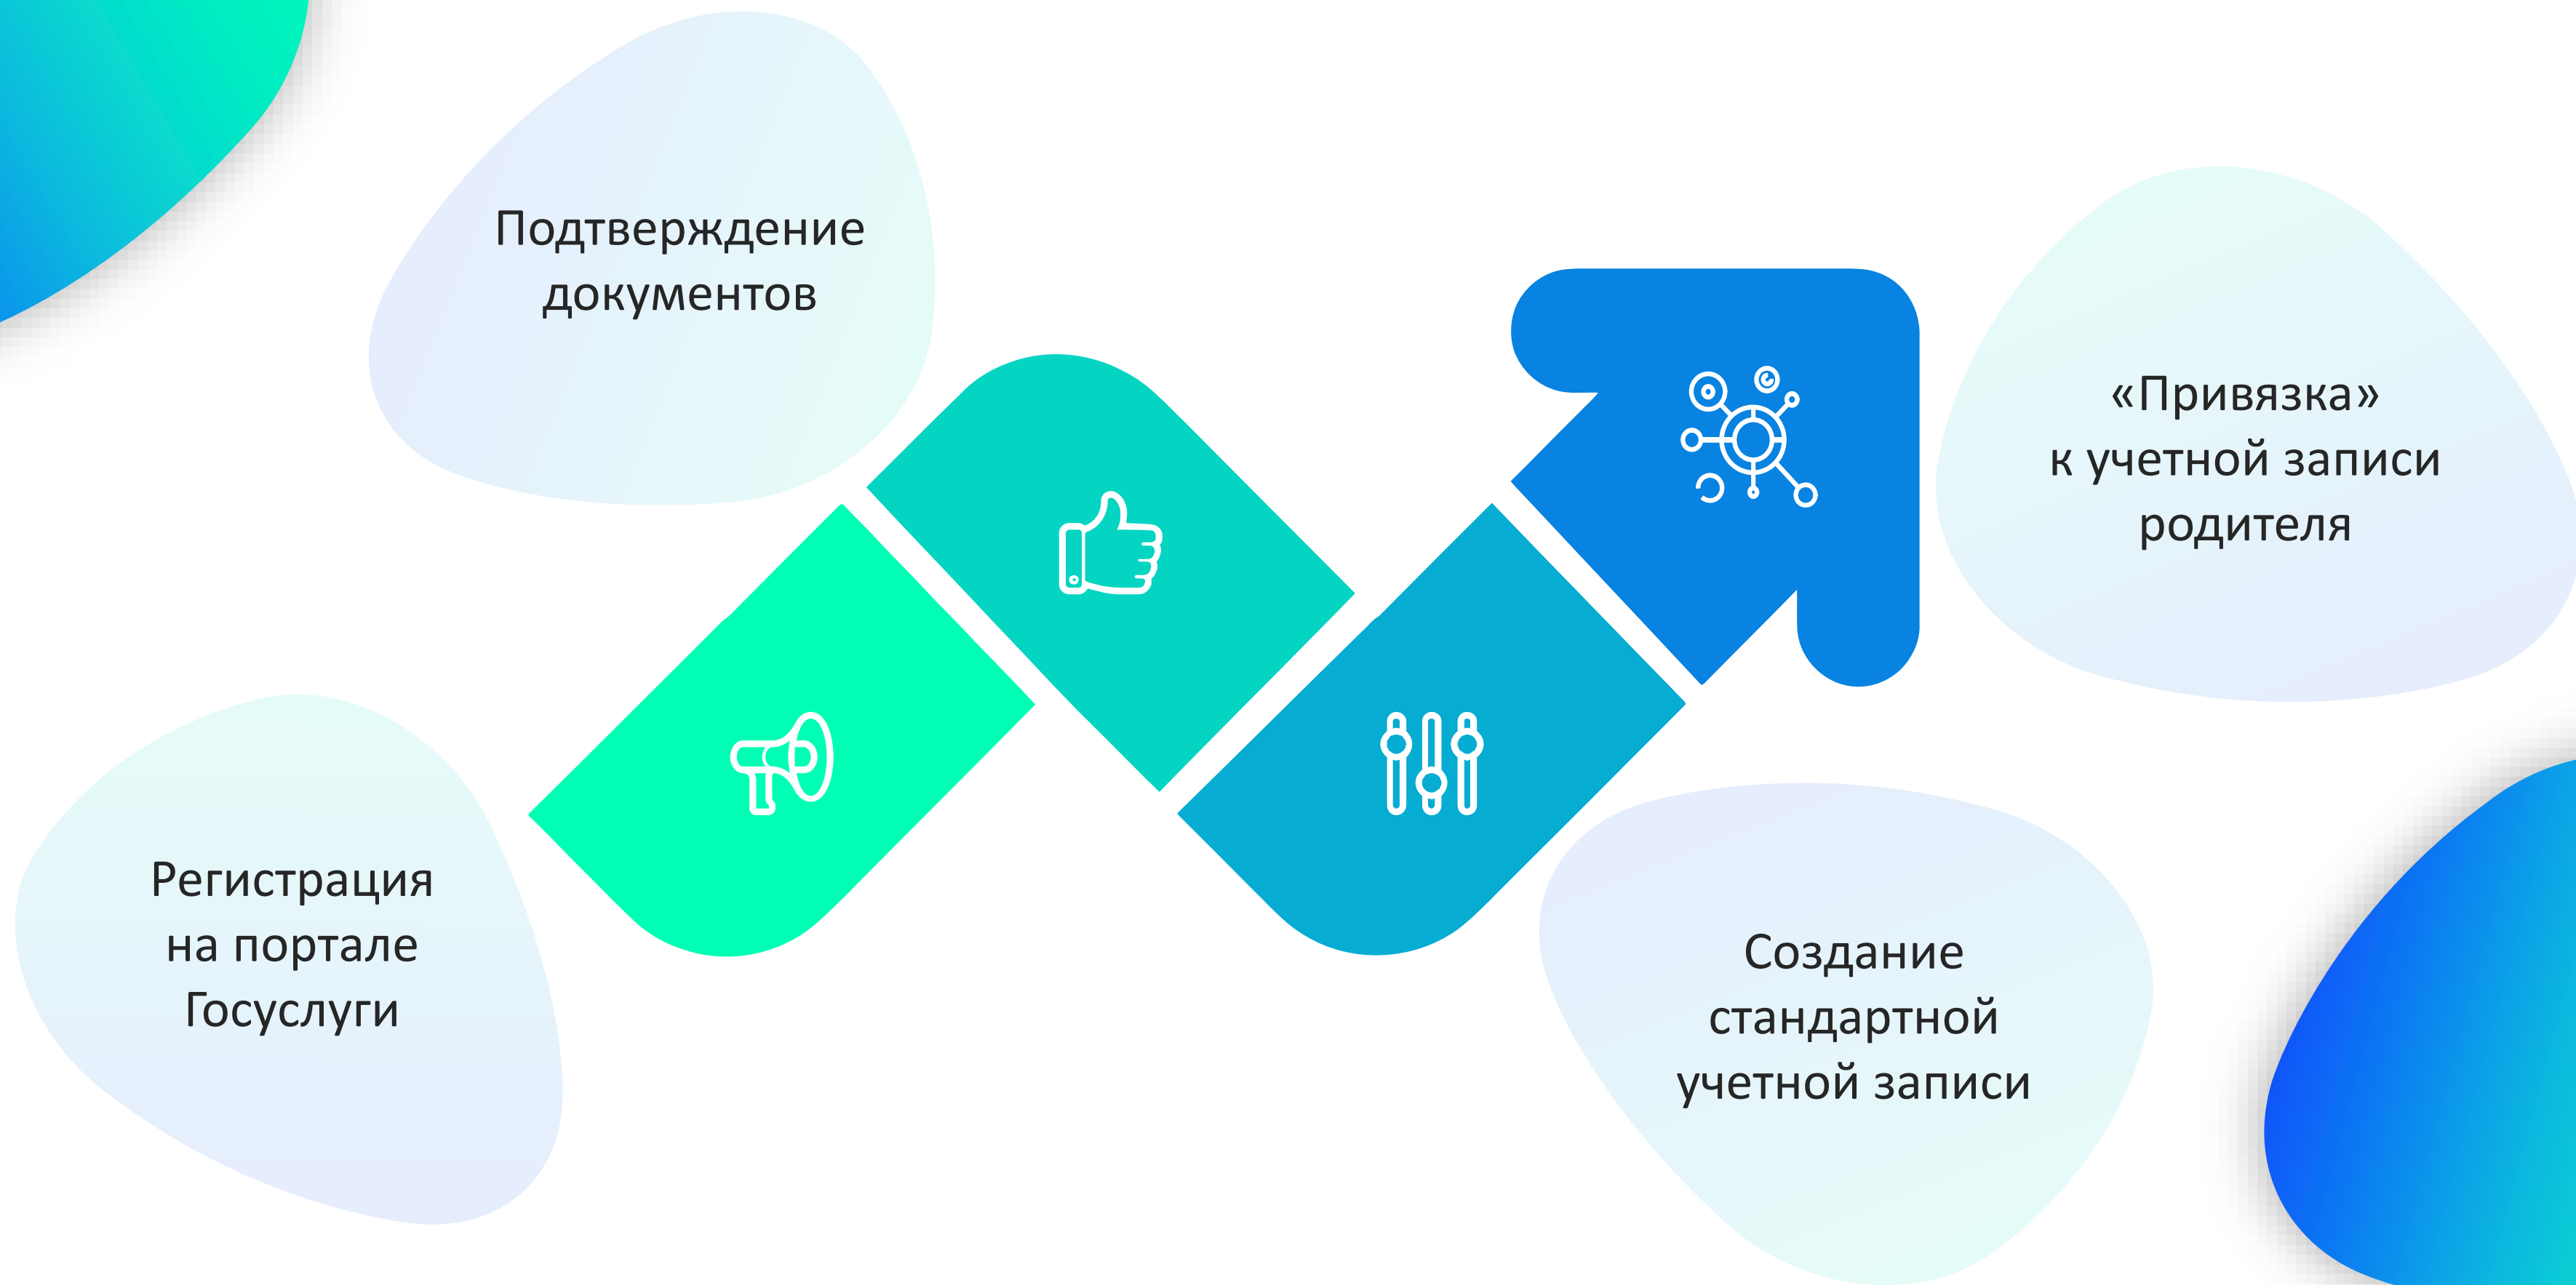 Подтверждение
документов
«Привязка»
к учетной записи
родителя
Регистрация
на портале
Госуслуги
Создание
стандартной
учетной записи